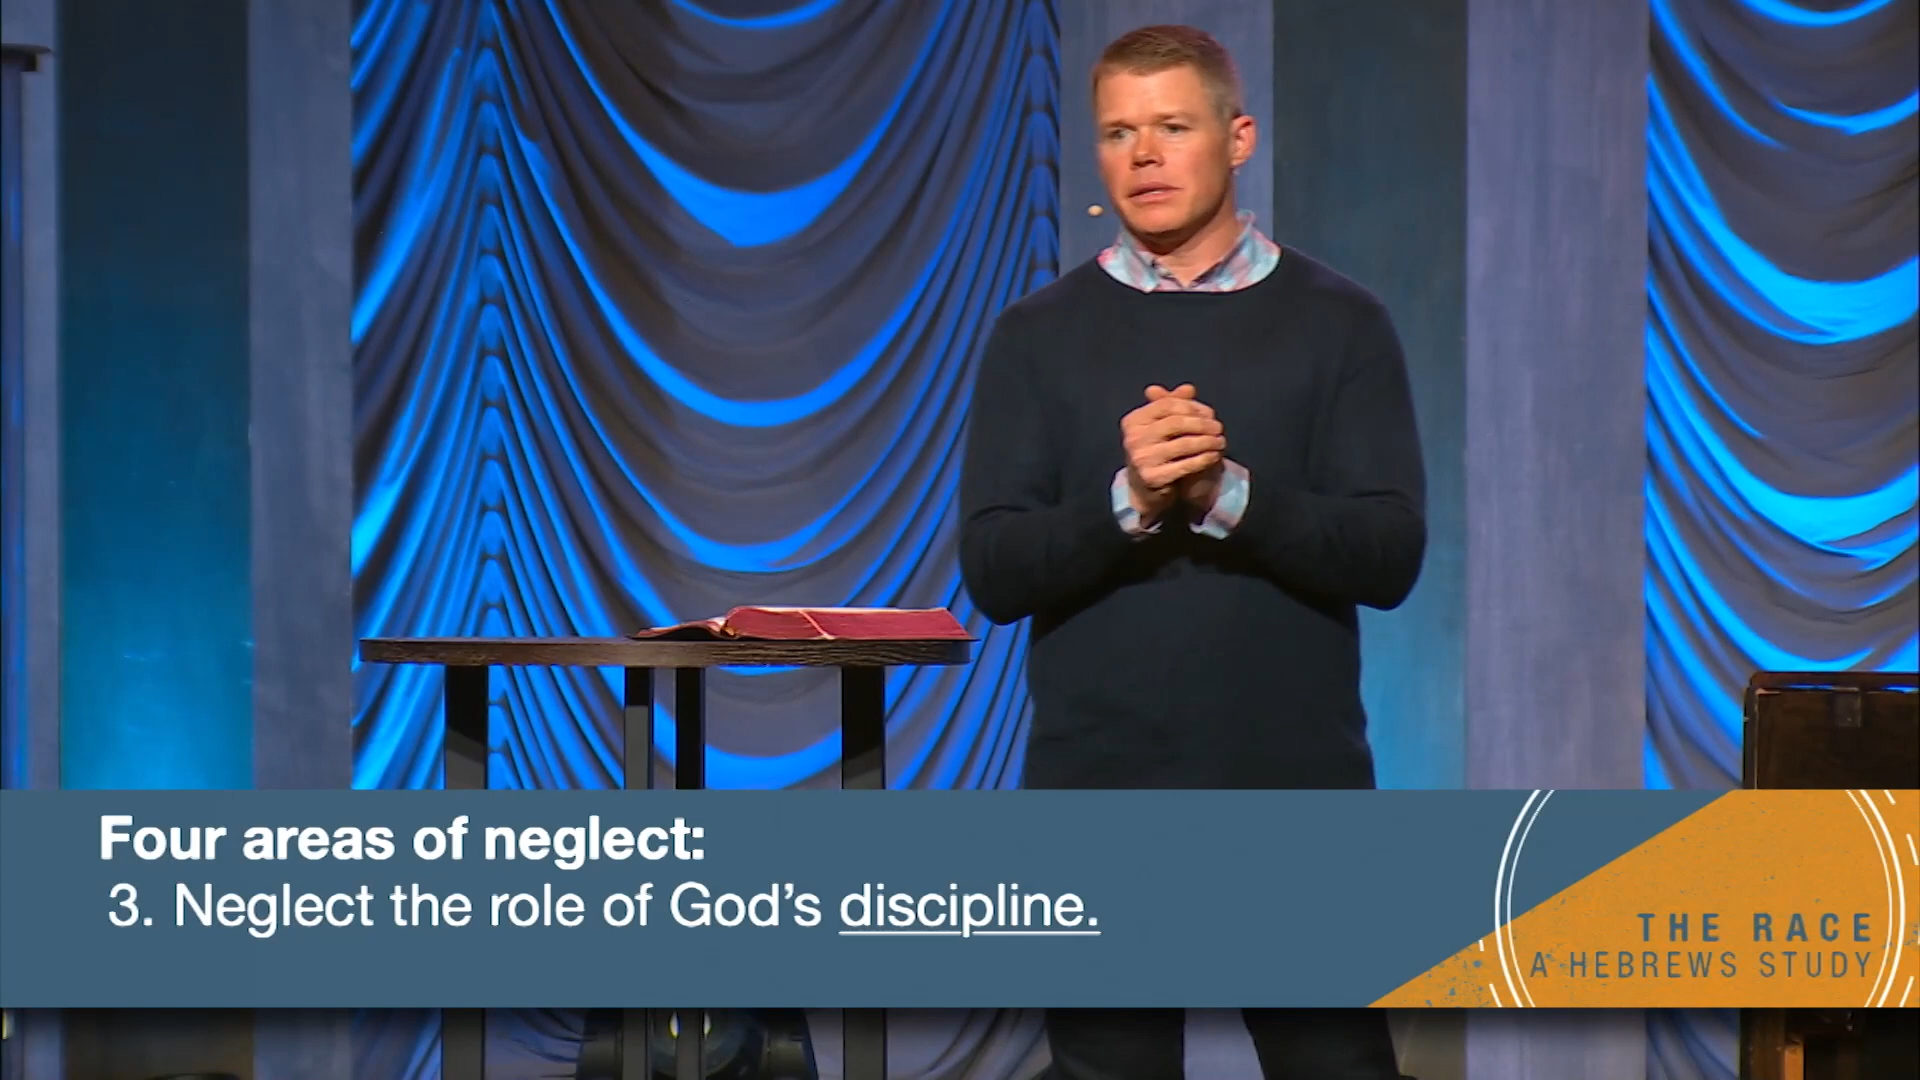 Four areas of neglect:
3. Neglect the role of God’s discipline.
THE RACE
A HEBREWS STUDY